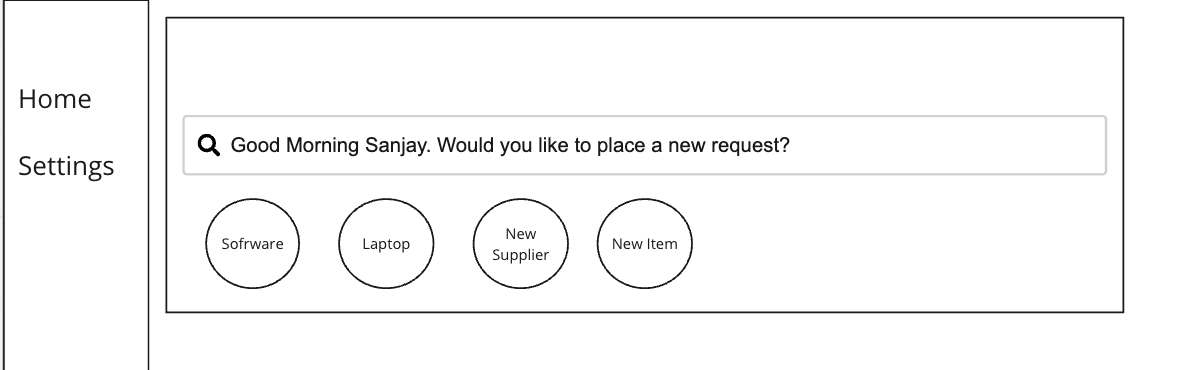 Home
Settings
Good Morning Sanjay. Would you like to place a new request?
Sofrware
Laptop
New
Supplier
New Item